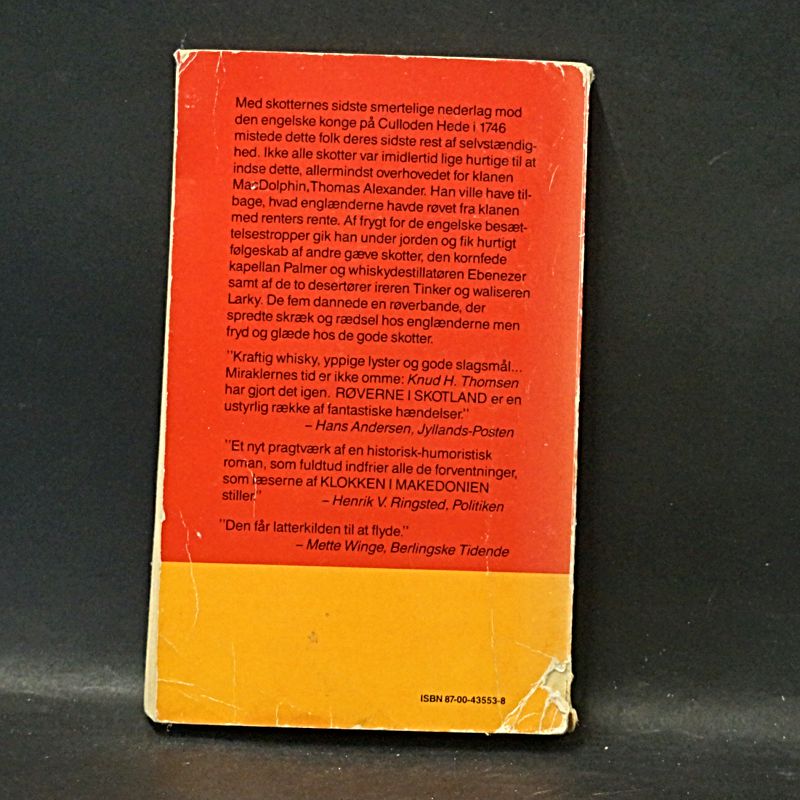 Med skotternes sidste smertelige nederlag mod
den engelske konge på Culloden Hede i 1746
mistede dette folk deres sidste rest af selvstændig-
hed. Ikke alle skotter var imidlertid lige hurtige til at
indse dette, allermindst overhovedet for klanen
MacDolphin, Thomas Alexander. Han ville have til-
bage, hvad englænderne havde røvet fra klanen
med renters rente. Af frygt for de engelske besæt-
telsestropper gik han under jorden og fik hurtigt
følgeskab af andre gæve skotter, den kornfede
kapellan Palmer og whiskydestillatøren Ebenezer
samt af de to desertører ireren Tinker og waliseren
Larky. De fem dannede en røverbande, der
spredte skræk og rædsel hos englænderne men
fryd og glæde hos de gode skotter.
"Kraftig whisky, yppige lyster og gode slagsmål...
Miraklernes tid er ikke omme: Knud H. Thomsen
har gjort det igen. RØVERNE I SKOTLAND er en
ustyrlig række af fantastiske hændelser."
– Hans Andersen, Jyllands-Posten
"Et nyt pragtværk af en historisk-humoristisk
roman, som fuldtud indfrier alle de forventninger,
som læserne af KLOKKEN I MAKEDONIEN
stiller."
– Henrik V. Ringsted, Politiken
"Den får latterkilden til at flyde."
– Mette Winge, Berlingske Tidende
ISBN 87-00-43553-8